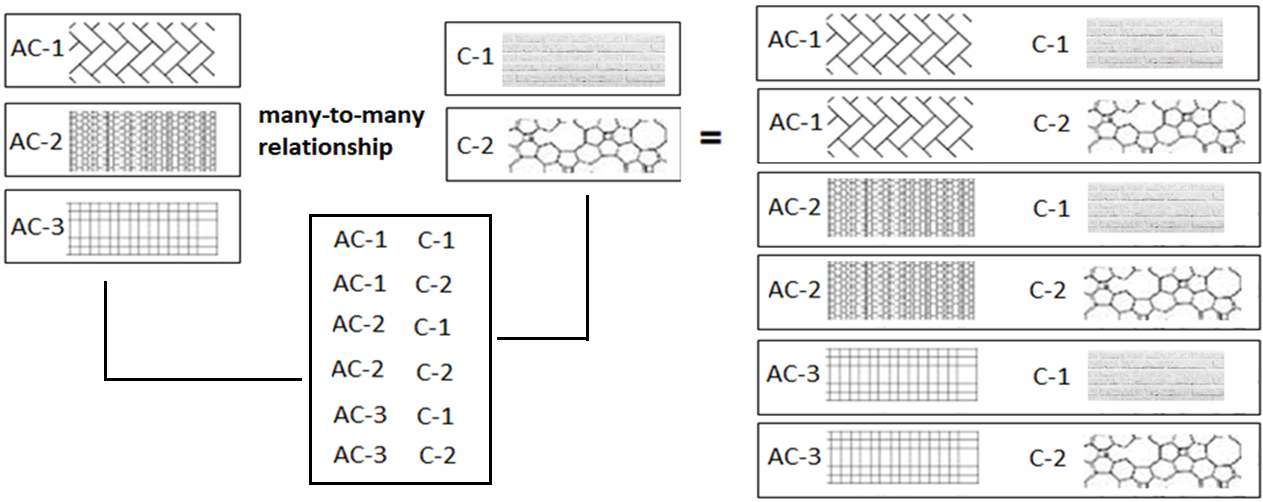 AC-1
AC-2
AC-3
many-to-many
relationship
C-1
C-2
AC-1 C-1
AC-1 C-2
AC-2 C-1
AC-2 C-2
AC-3 C-1
AC-3 C-2
=
AC-1 C-1
AC-1 C-2
AC-2 C-1
AC-2 C-2
AC-3 C-1
AC-3 C-2